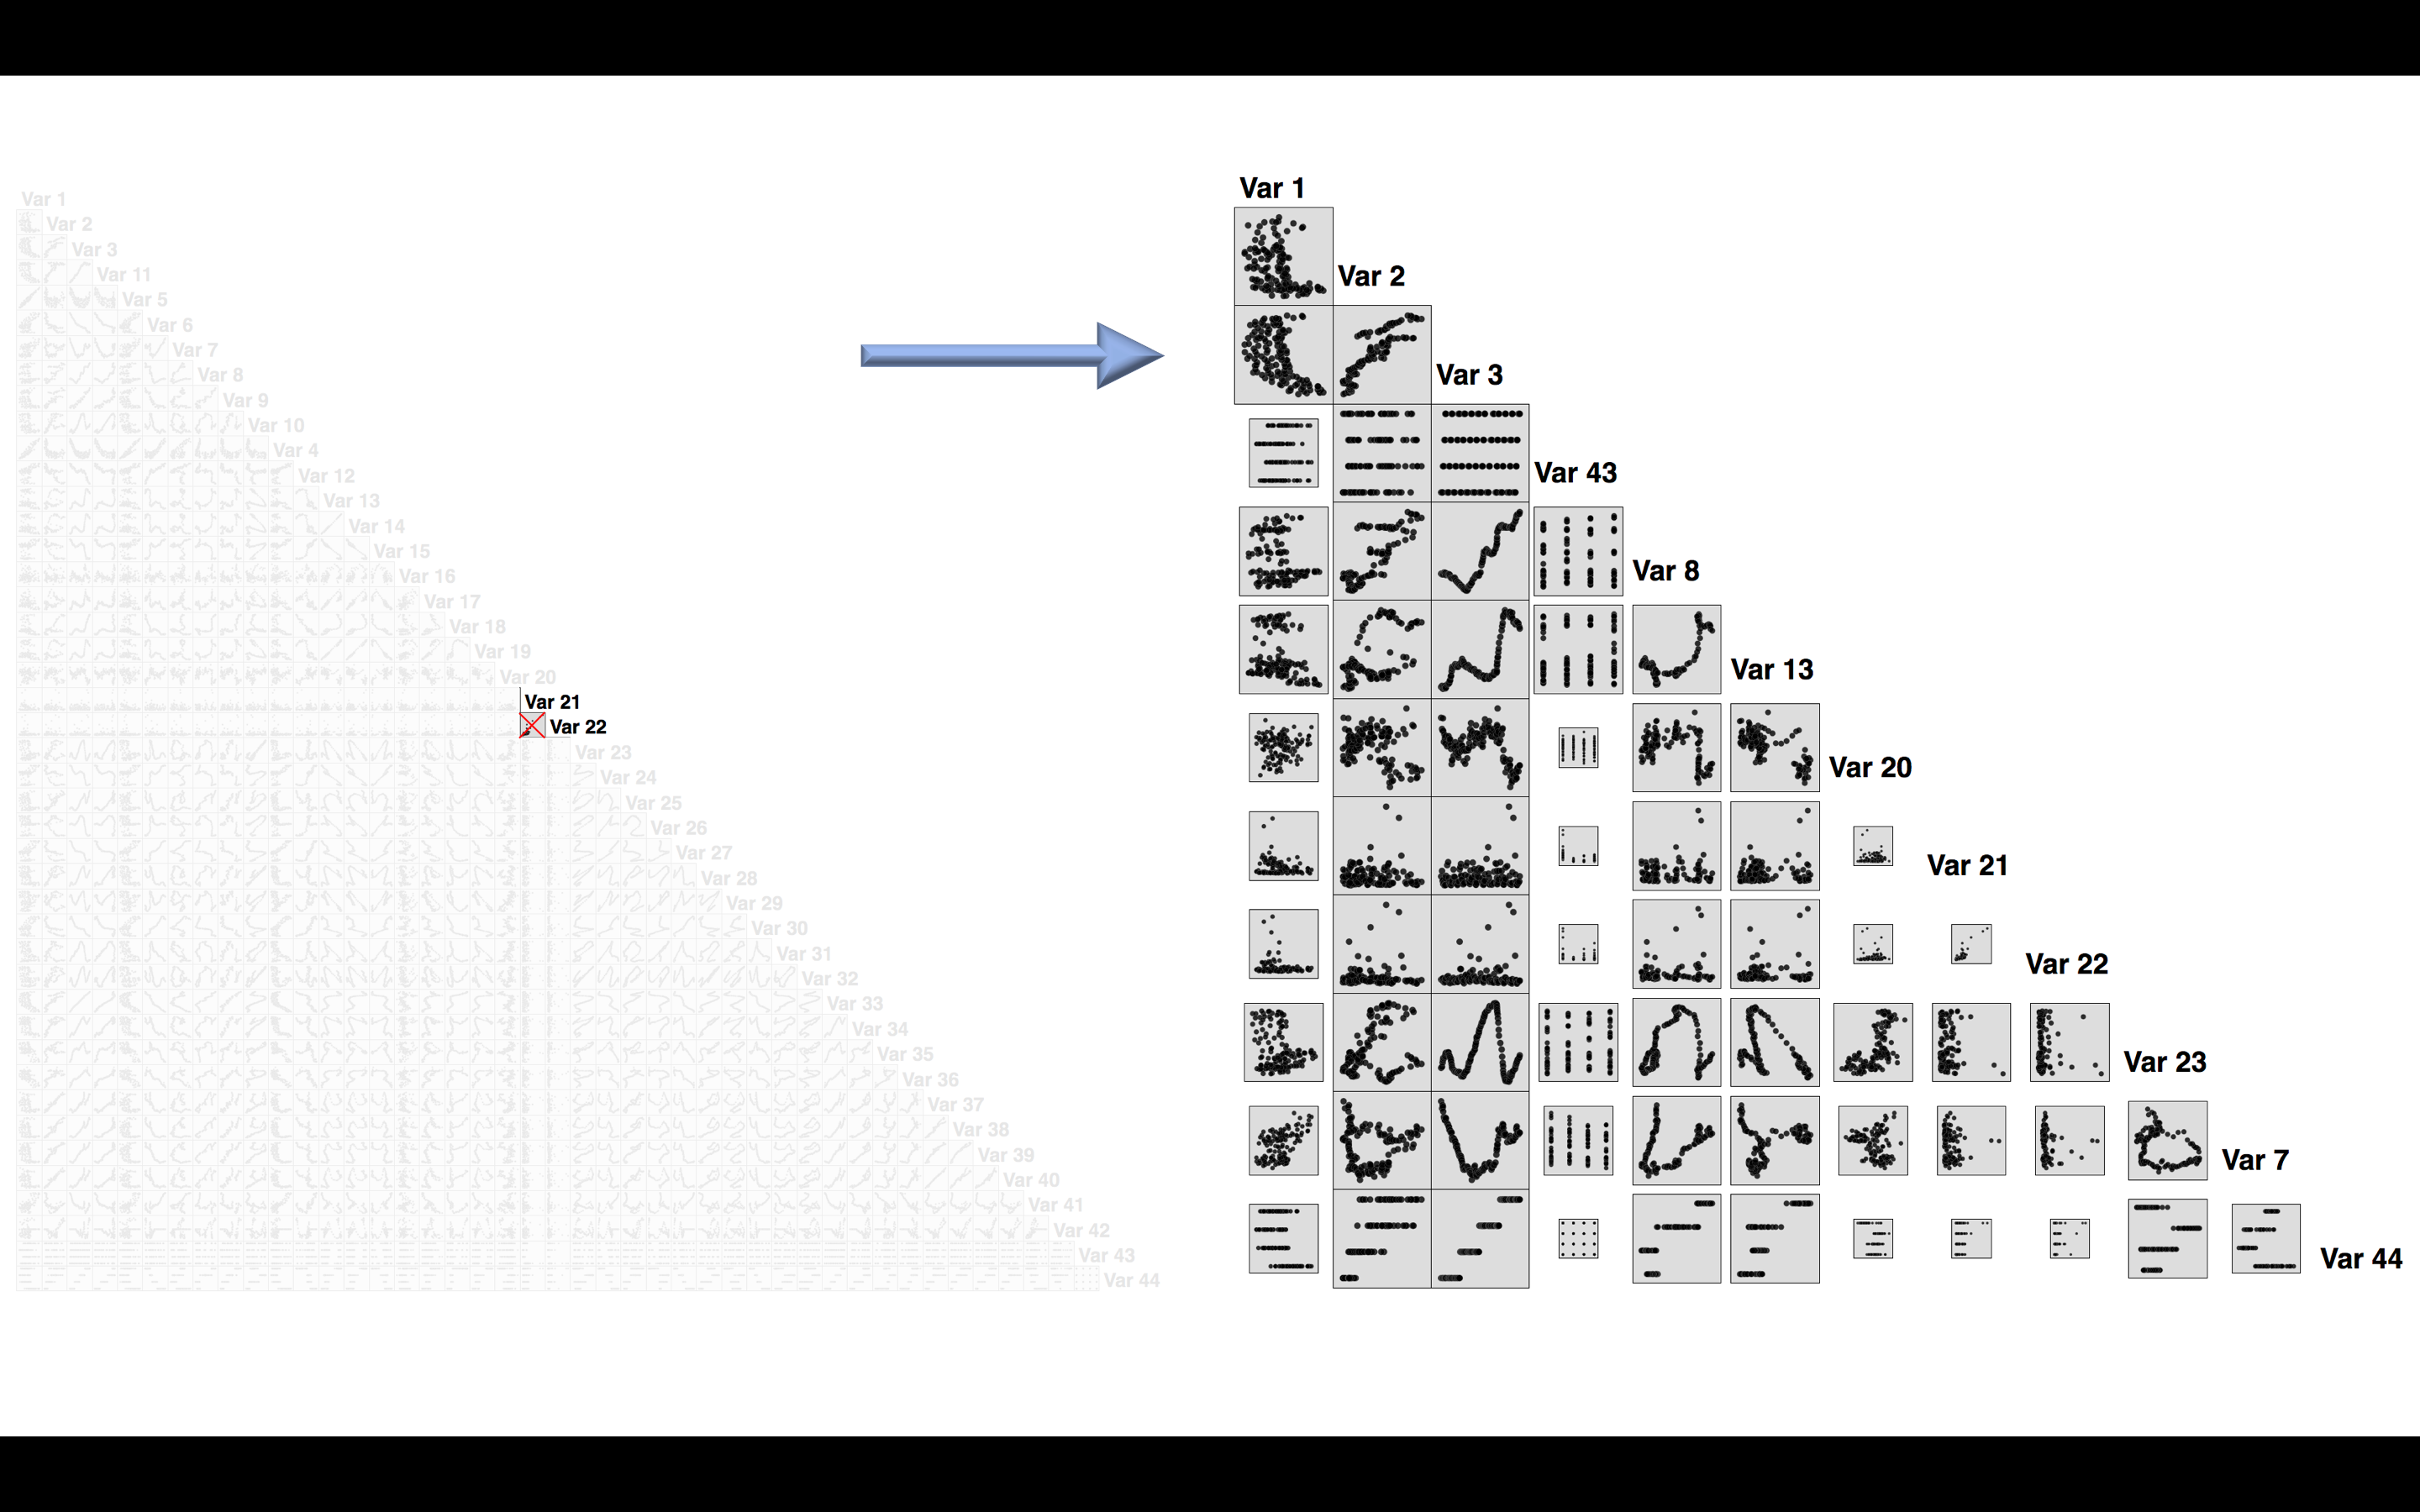 Var 1
Var 2
Var 3
Var 11
Var 5
Var 6
Var 7
Var 8
Var 9
Var 10
Var 4
Var 12
Var 13
Var 14
Var 15
Var 16
Var 17
Var 18
Var 19
Var 20
Var 21
Var 22
Var 23
Var 24
Var 25
Var 26
Var 27
Var 28
Var 29
Var 30
Var 31
Var 32
Var 33
Var 34
Var 35
Var 36
Var 37
Var 38
Var 39
Var 40
Var 41
Var 42
Var 43
Var 44
Var 1
Var 2
Var 3
Var 43
Var 8
Var 13
Var 20
Var 21
Var 22
Var 23
Var 7
Var 44